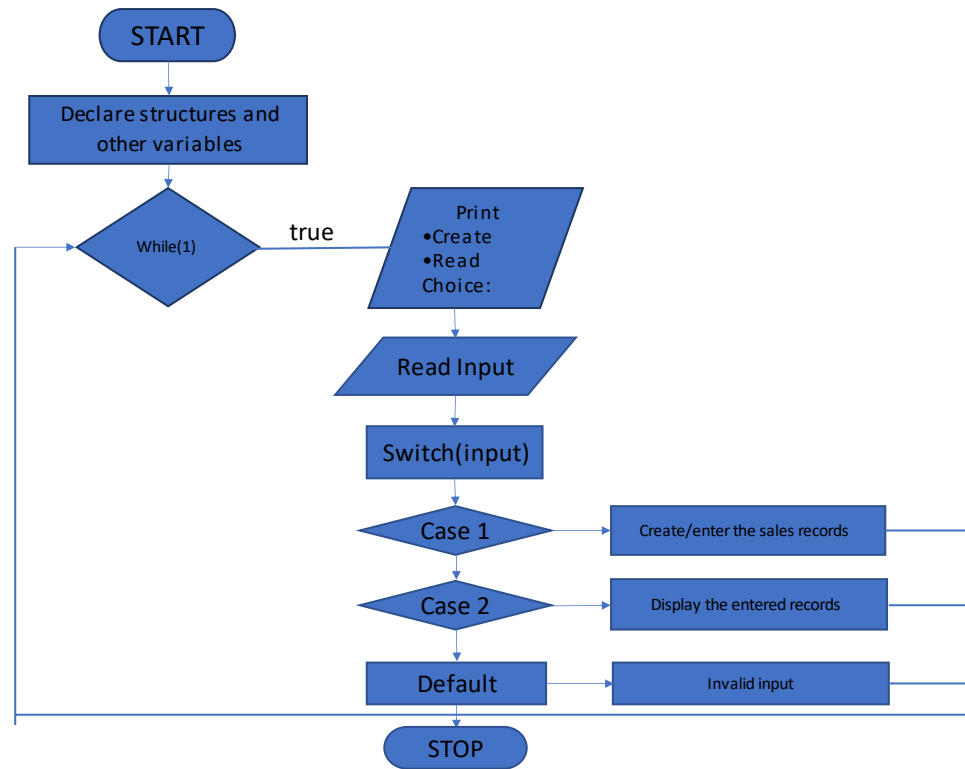 START
Declare structures and
other variables
While(1)
true
Print
•Create
•Read
Choice:
Read Input
Switch(input)
Case 1
Create/enter the sales records
Case 2
Display the entered records
Default
Invalid input
STOP